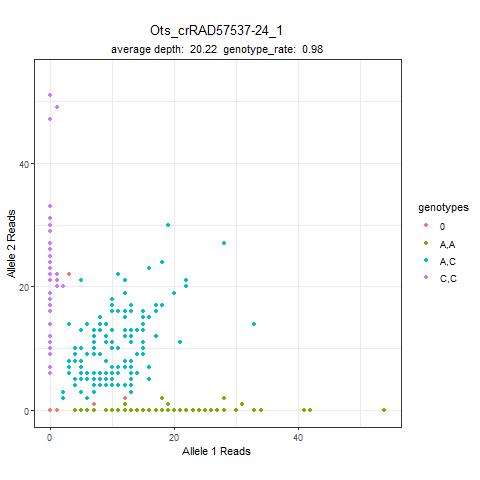 Ots_crRAD57537-24_1
average depth: 20.22 genotype_rate: 0.98
Allele 2 Reads
40
20
0
0 20 40
Allele 1 Reads
genotypes
0
A,A
A,C
C,C